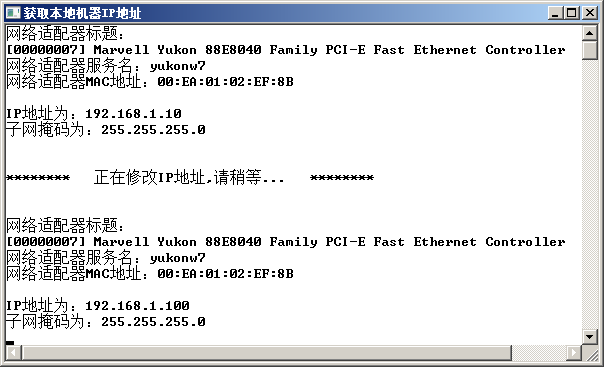 获取本地机器IP地址
网络适配器标题:
[00000007] Marvell Yukon 88E8040 Family PCI-E Fast Ethernet Controller
网络适配器服务名: yukonw7
网络适配器MAC地址: 00:EA:01:02:EF:8B
IP地址为: 192.168.1.10
子网掩码为: 255.255.255.0
******** 正在修改IP地址,请稍等... ********
网络适配器标题:
[00000007] Marvell Yukon 88E8040 Family PCI-E Fast Ethernet Controller
网络适配器服务名: yukonw7
网络适配器MAC地址: 00:EA:01:02:EF:8B
IP地址为: 192.168.1.100
子网掩码为: 255.255.255.0